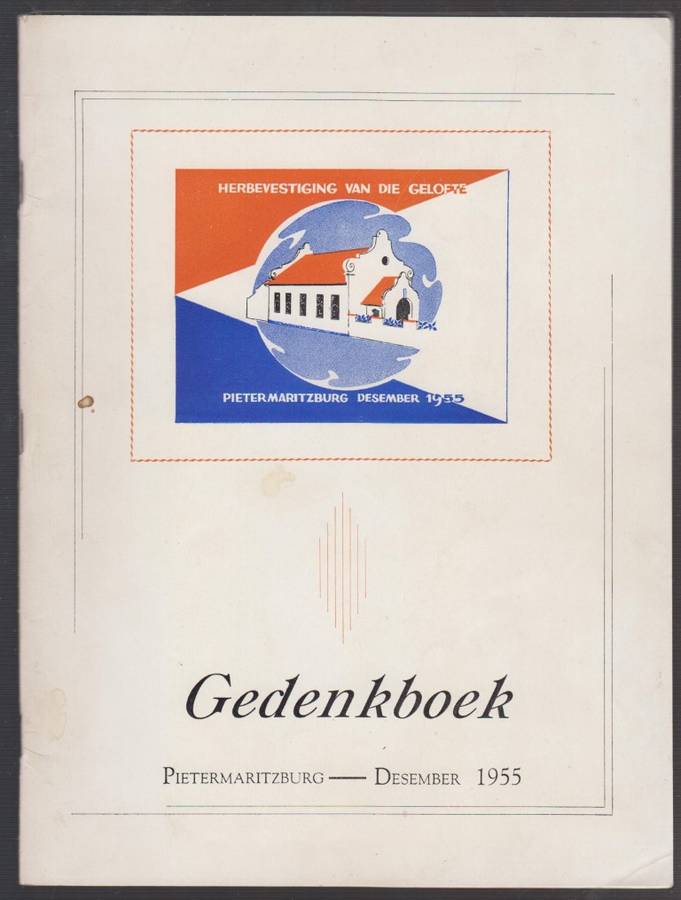 HERBEVESTIGING VAN DIE GELOFTE
PIETERMARITZBURG DESEMBER 1955
Gedenkboek
PIETERMARITZBURG — DESEMBER 1955